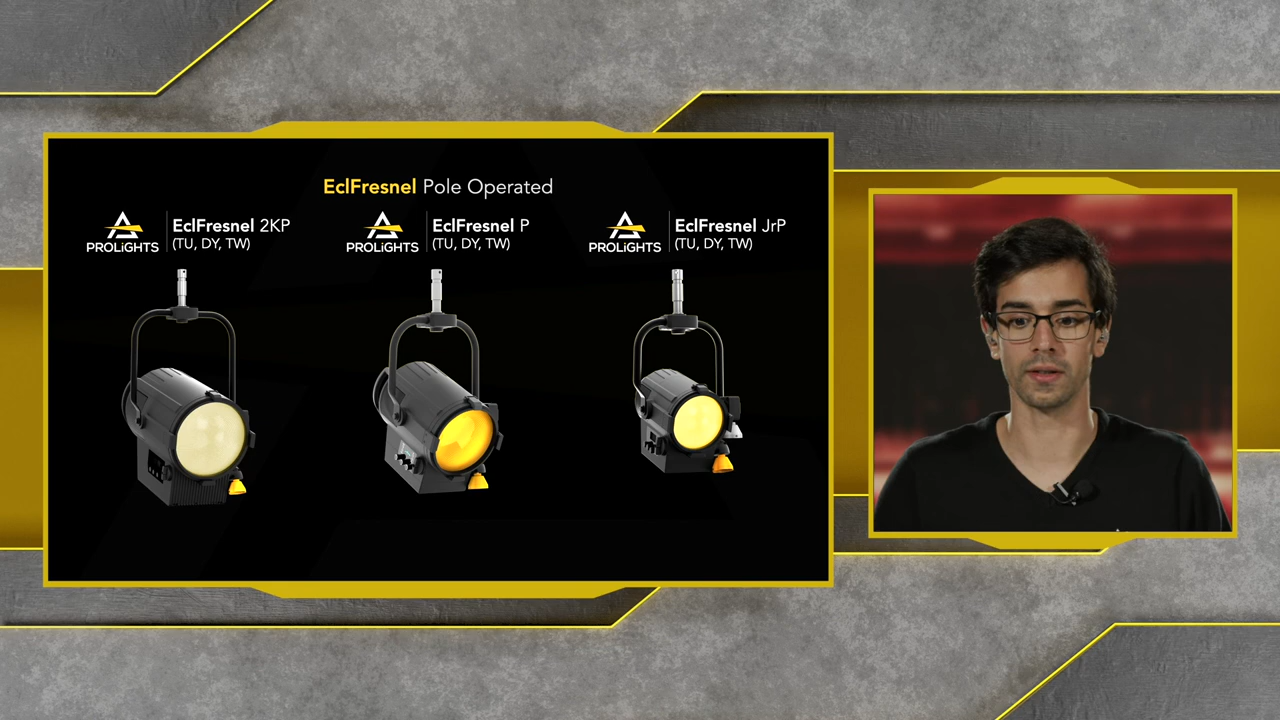 EclFresnel Pole Operated
PROLIGHTS
EclFresnel 2KP
(TU, DY, TW)
PROLIGHTS
EclFresnel P
(TU, DY, TW)
PROLIGHTS
EclFresnel JrP
(TU, DY, TW)